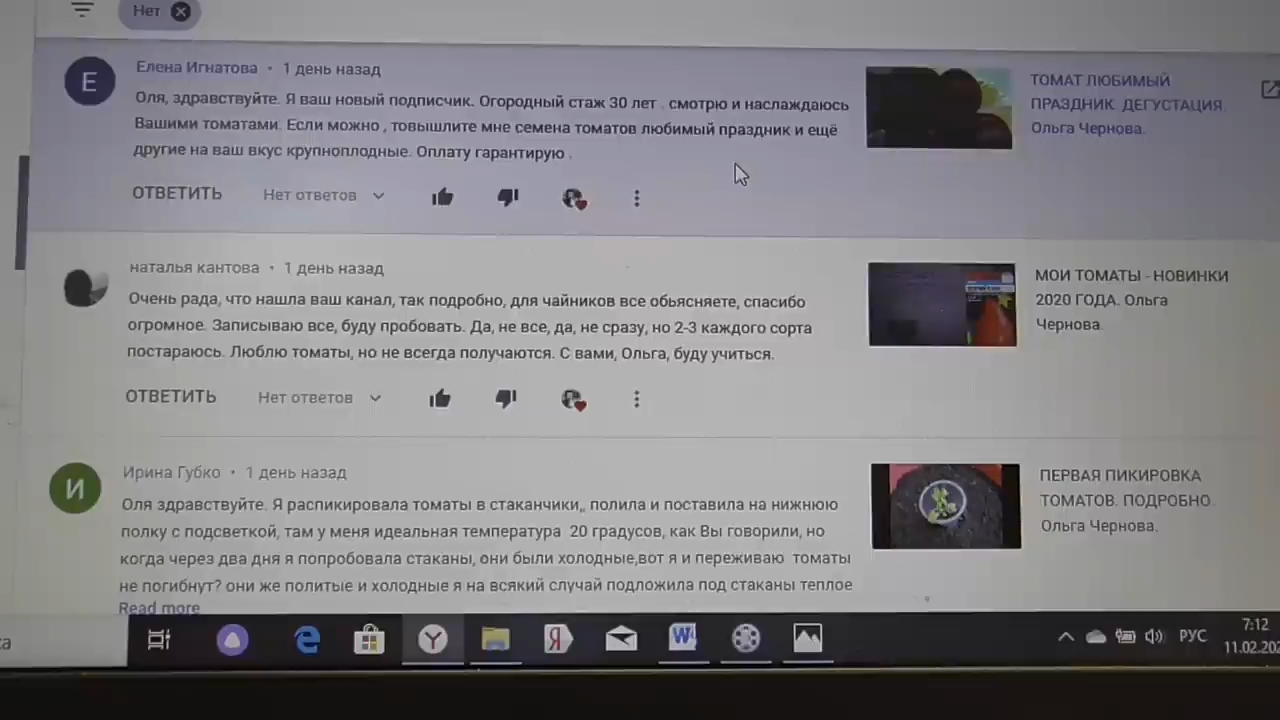 Нет
Елена Игнатова • 1 день назад
Оля, здравствуйте. Я ваш новый подписчик. Огородный стаж 30 лет . смотрю и наслаждаюсь
Вашими томатами. Если можно , товышлите мне семена томатов любимый праздник и ещё
другие на ваш вкус крупноплодные. Оплату гарантирую .
ОТВЕТИТЬ Нет ответов
ТОМАТ ЛЮБИМЫЙ
ПРАЗДНИК. ДЕГУСТАЦИЯ.
Ольга Чернова.
наталья кантова • 1 день назад
Очень рада, что нашла ваш канал, так подробно, для чайников все обьясняете, спасибо
огромное. Записываю все, буду пробовать. Да, не все, да, не сразу, но 2-3 каждого сорта
постараюсь. Люблю томаты, но не всегда получаются. С вами, Ольга, буду учиться.
ОТВЕТИТЬ Нет ответов
МОИ ТОМАТЫ - НОВИНКИ
2020 ГОДА. Ольга
Чернова.
Ирина Губко • 1 день назад
Оля здравствуйте. Я распикировала томаты в стаканчики,, полила и поставила на нижнюю
полку с подсветкой, там у меня идеальная температура 20 градусов, как Вы говорили, но
когда через два дня я попробовала стаканы, они были холодные,вот я и переживаю томаты
не погибнут? они же политые и холодные я на всякий случай подложила под стаканы теплое
Read more
ПЕРВАЯ ПИКИРОВКА
ТОМАТОВ. ПОДРОБНО.
Ольга Чернова.
РУС
7:12
11.02.202